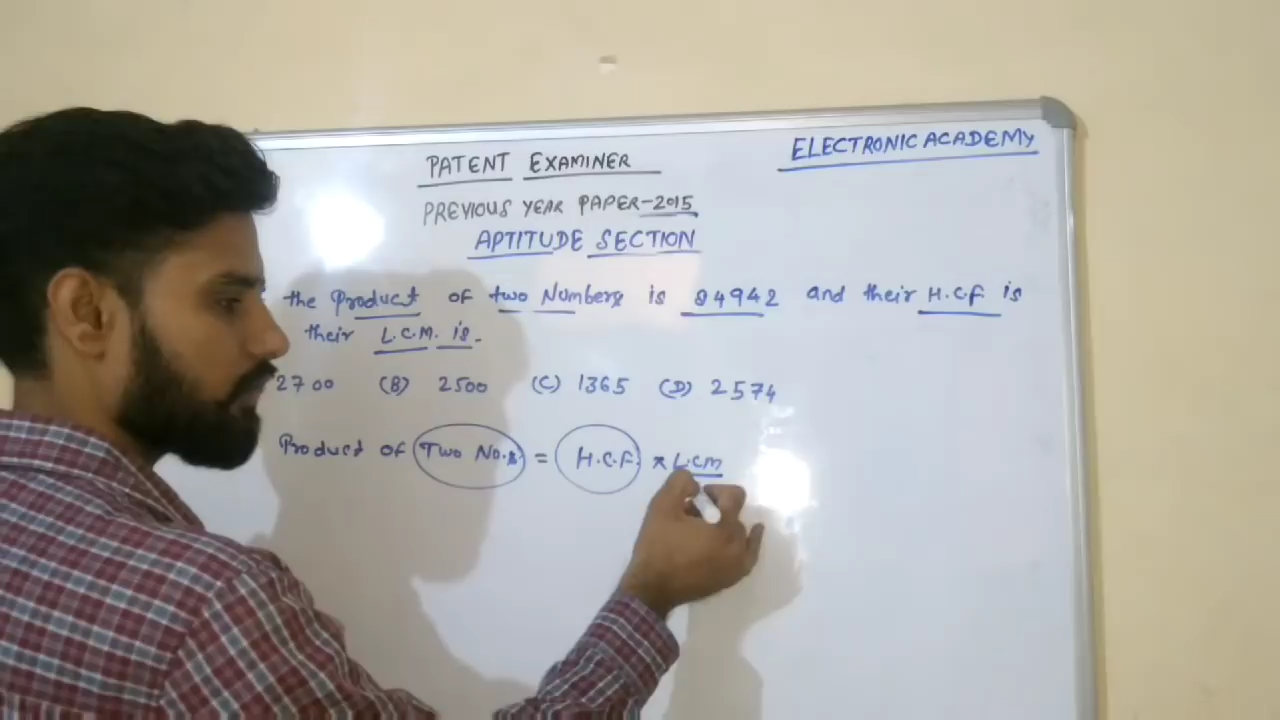 PATENT EXAMINER
ELECTRONIC ACADEMY
PREVIOUS YEAR PAPER-2015
APTITUDE SECTION
the Product of two Numbers is 84942 and their H.C.F is
their L.C.M. is.
2700 (B) 2500 (C) 1365 (D) 2574
Product of Two No.s = H.C.F. × L.CM